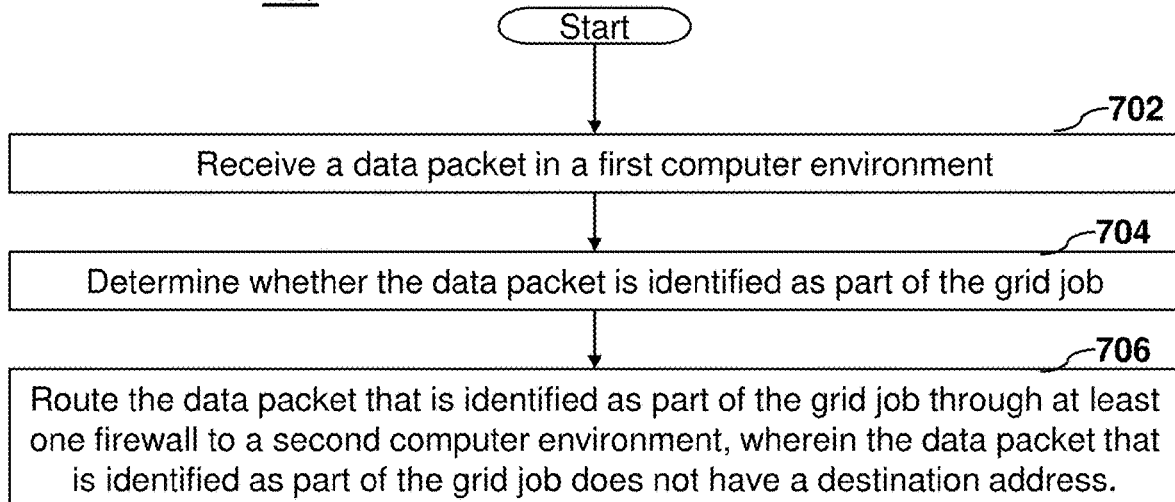 Start
702
Receive a data packet in a first computer environment
704
Determine whether the data packet is identified as part of the grid job
706
Route the data packet that is identified as part of the grid job through at least
one firewall to a second computer environment, wherein the data packet that
is identified as part of the grid job does not have a destination address.